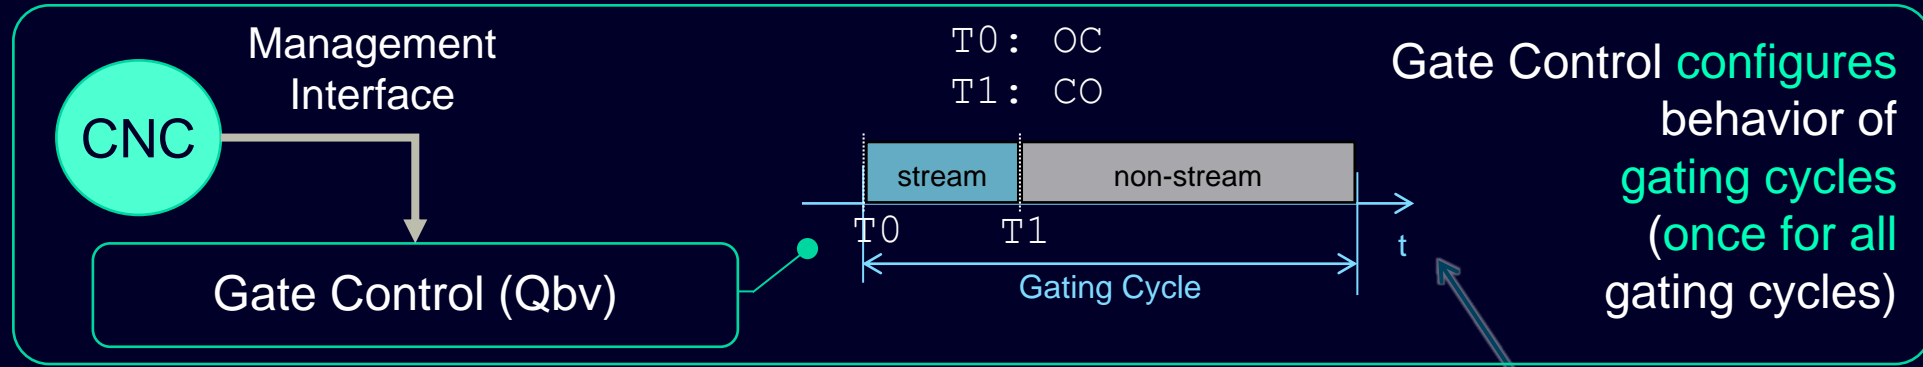 Management
Interface
CNC
Gate Control (Qbv)
T0: OC
T1: CO
stream
non-stream
T0
T1
t
Gating Cycle
Gate Control configures
behavior of
gating cycles
(once for all
gating cycles)